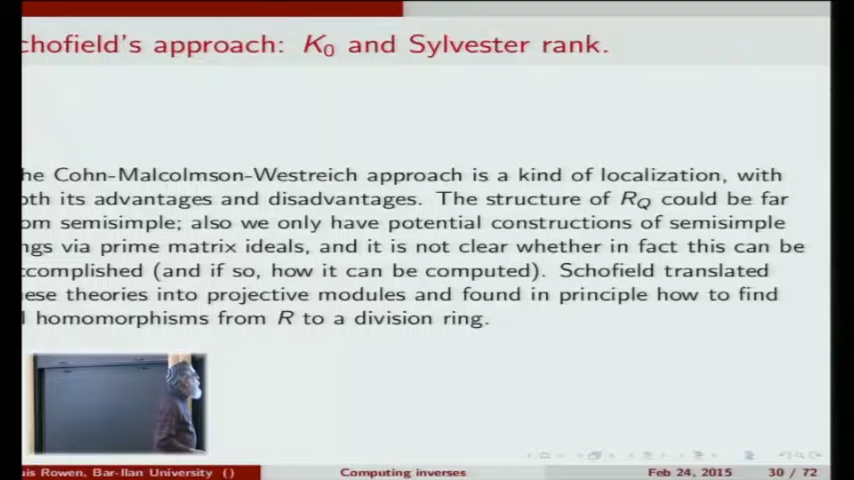 chofield's approach: K0 and Sylvester rank.
he Cohn-Malcolmson-Westreich approach is a kind of localization, with
oth its advantages and disadvantages. The structure of RQ could be far
om semisimple; also we only have potential constructions of semisimple
ngs via prime matrix ideals, and it is not clear whether in fact this can be
ccomplished (and if so, how it can be computed). Schofield translated
ese theories into projective modules and found in principle how to find
l homomorphisms from R to a division ring.
uis Rowen, Bar-Ilan University ()
Computing inverses
Feb 24, 2015
30 / 72